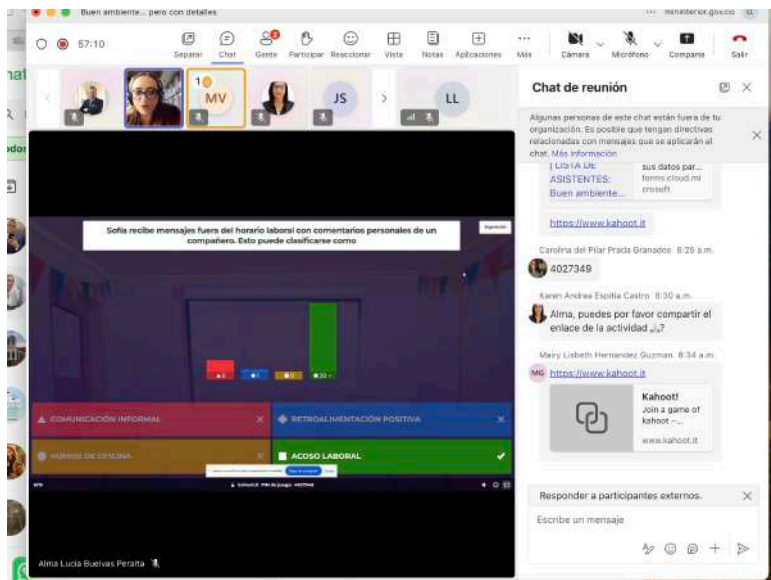 Buen ambiente... pero con detalles
mininterior.gov.co
57:10
Separar
Chat
Gente
Participar
Reaccionar
Vista
Notas
Aplicaciones
Más
Cámara
Micrófono
Compartir
Salir
MV
JS
LL
Chat de reunión
Algunas personas de este chat están fuera de tu
organización. Es posible que tengan directivas
relacionadas con mensajes que se aplicarán al
chat. Más información
| LISTA DE
ASISTENTES:
Buen ambiente...
sus datos par...
forms.cloud.mi
crosoft
https://www.kahoot.it
Carolina del Pilar Prada Granados 8:25 a.m.
4027349
Karen Andrea Espitia Castro 8:30 a.m.
Alma, puedes por favor compartir el
enlace de la actividad
?
Mairy Lisbeth Hernandez Guzman 8:34 a.m.
MG
https://www.kahoot.it
Kahoot!
Join a game of
kahoot –...
www.kahoot.it
Responder a participantes externos.
Escribe un mensaje
Sofía recibe mensajes fuera del horario laboral con comentarios personales de un
compañero. Esto puede clasificarse como
Siguiente
COMUNICACIÓN INFORMAL
RETROALIMENTACIÓN POSITIVA
HUMOR DE OFICINA
ACOSO LABORAL
Alma Lucia Buelvas Peralta